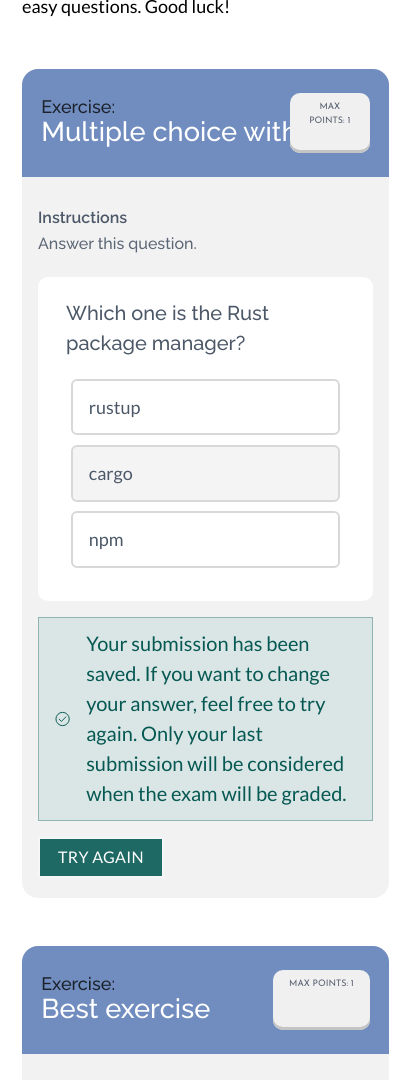 easy questions. Good luck!
Exercise:
Multiple choice with
MAX
POINTS: 1
Instructions
Answer this question.
Which one is the Rust
package manager?
rustup
cargo
npm
Your submission has been
saved. If you want to change
your answer, feel free to try
again. Only your last
submission will be considered
when the exam will be graded.
TRY AGAIN
Exercise:
Best exercise
MAX POINTS: 1